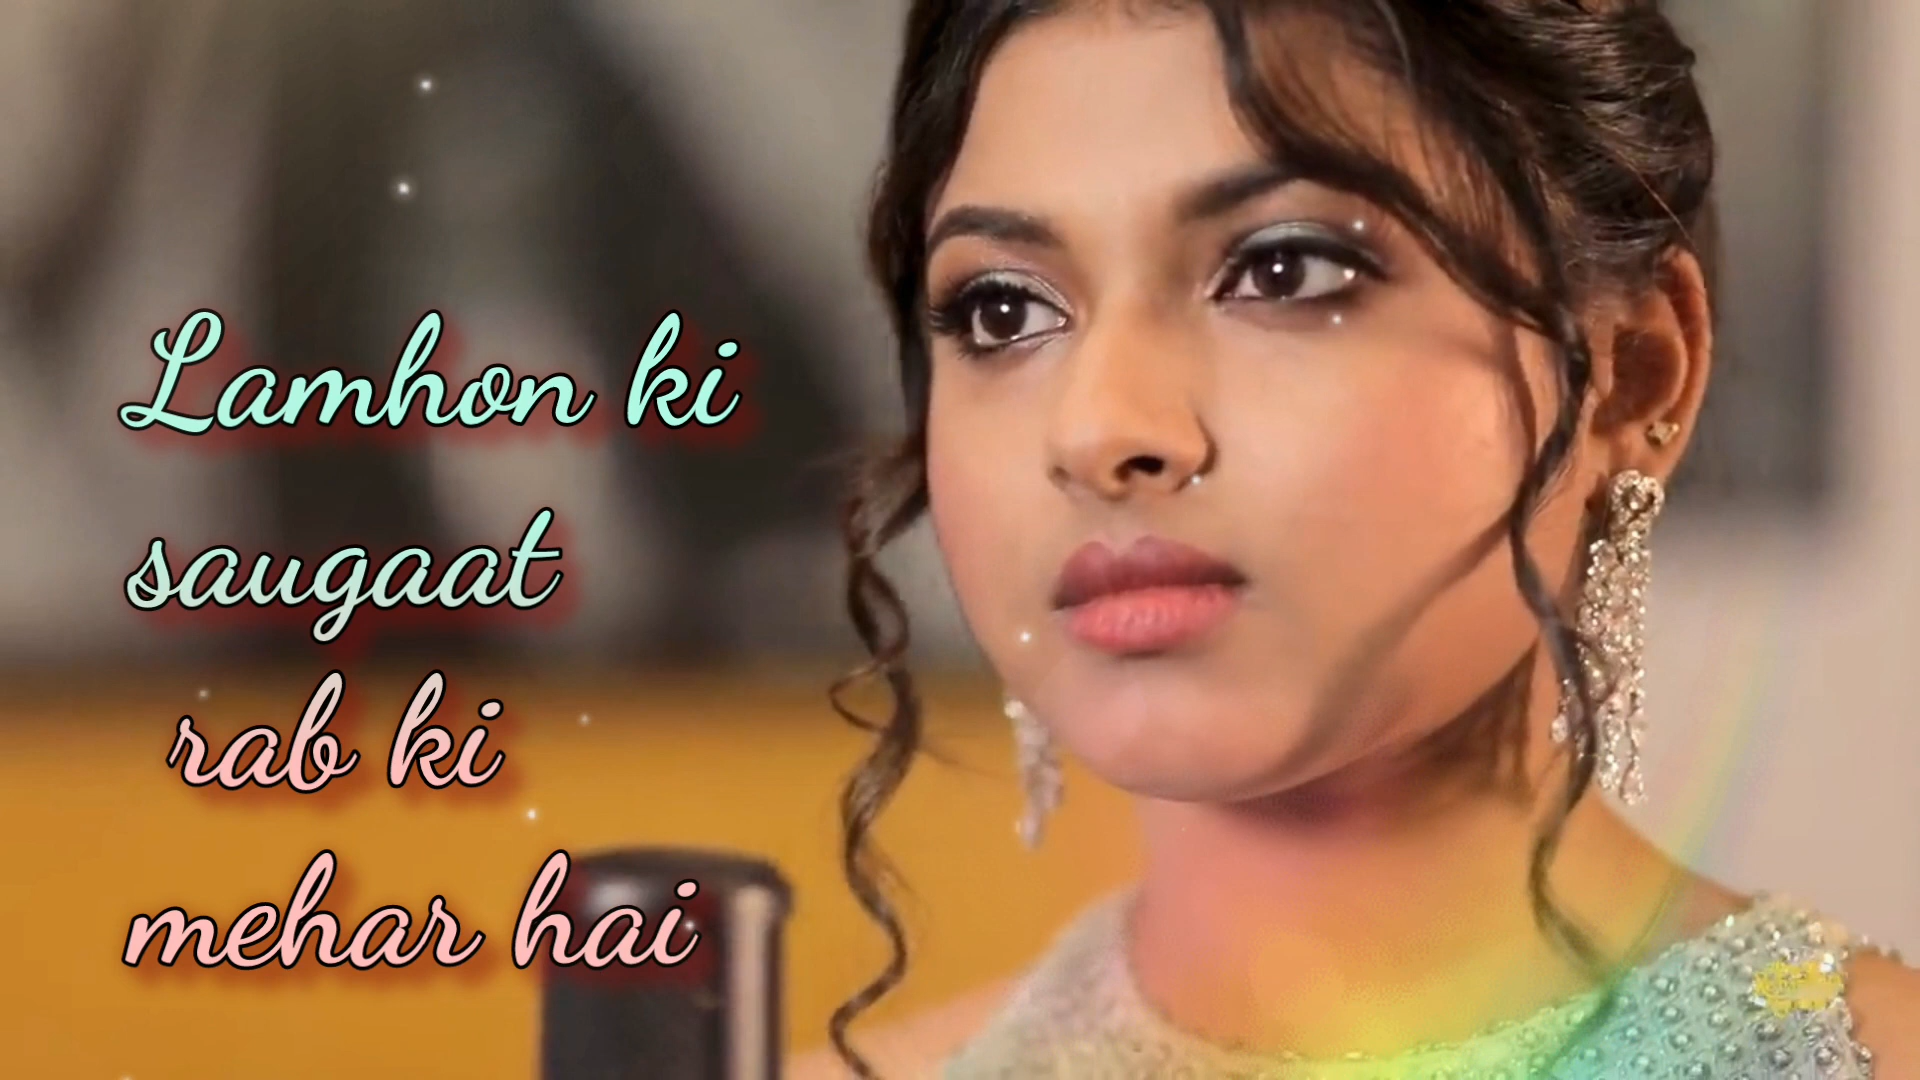 Lamhon ki
saugaat
rab ki
mehar hai